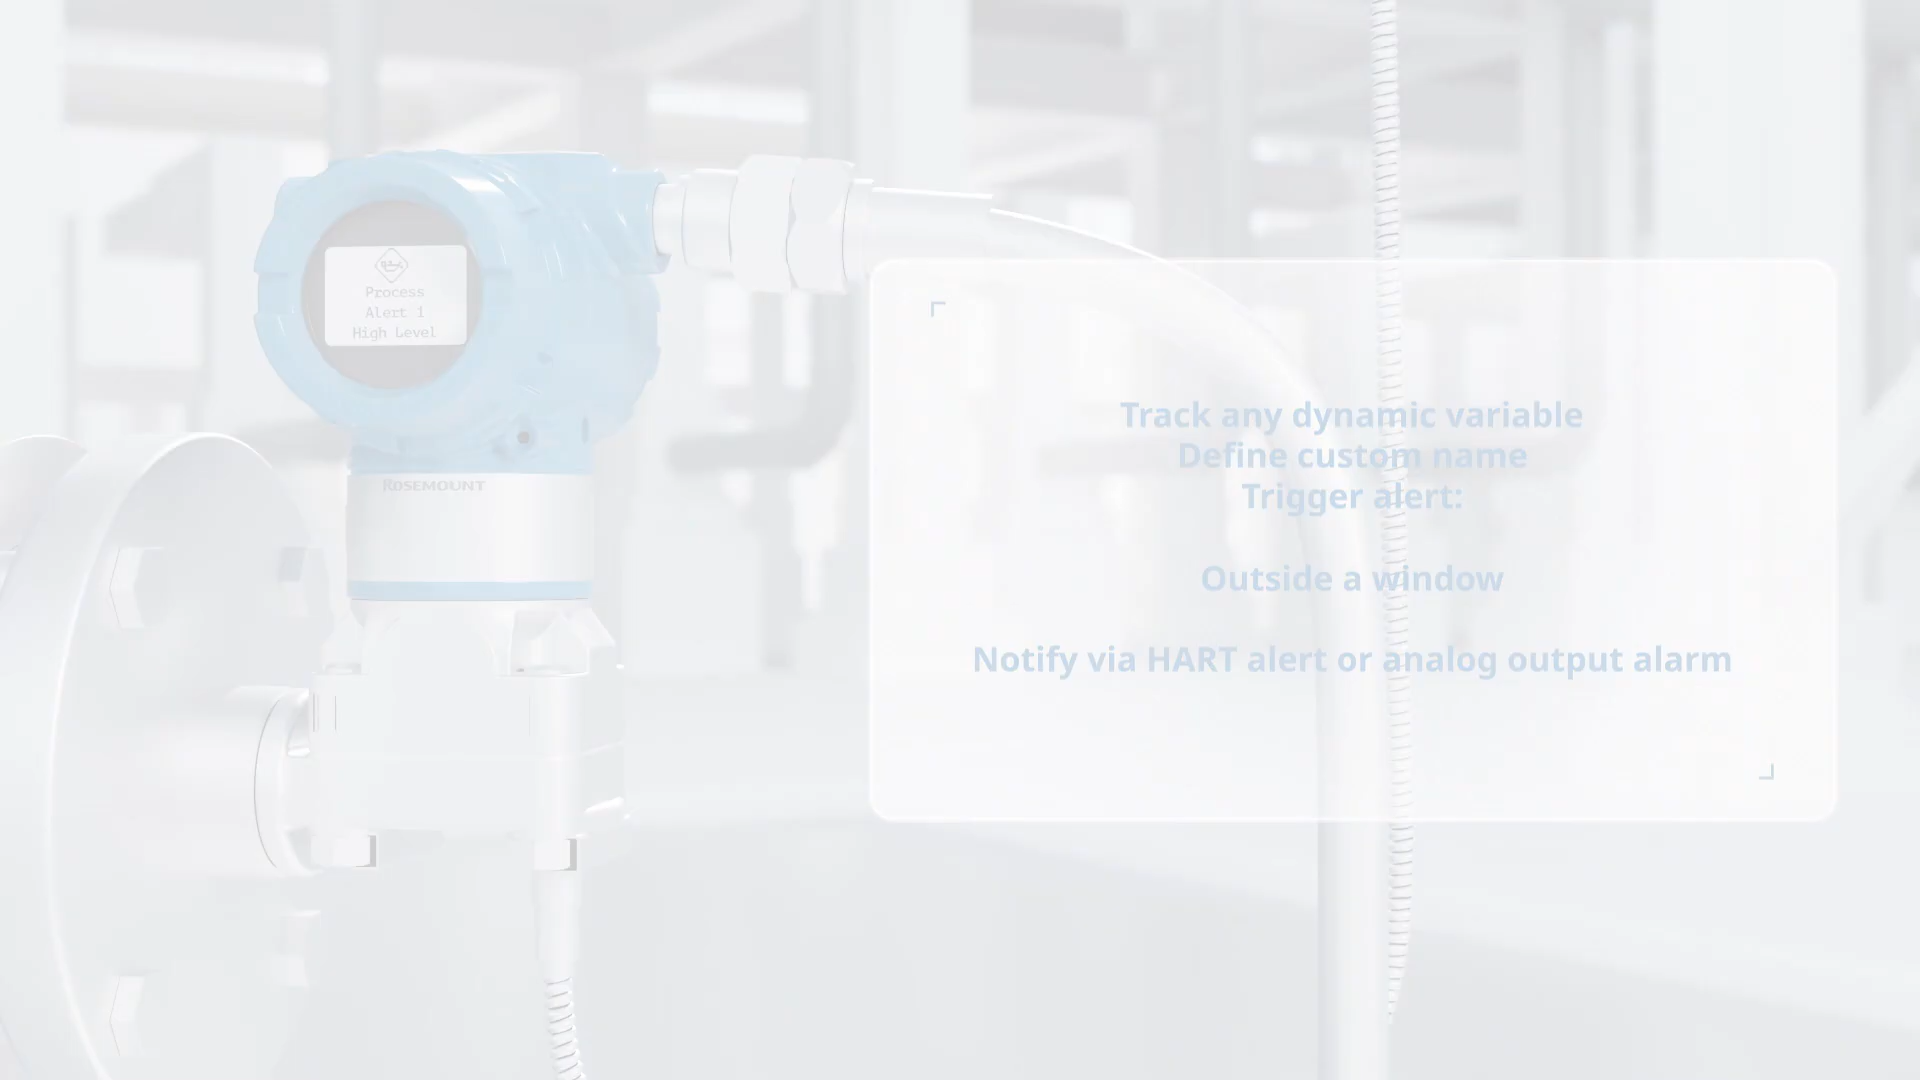 Process
Alert 1
High Level
ROSEMOUNT
Track any dynamic variable
Define custom name
Trigger alert:
Outside a window
Notify via HART alert or analog output alarm